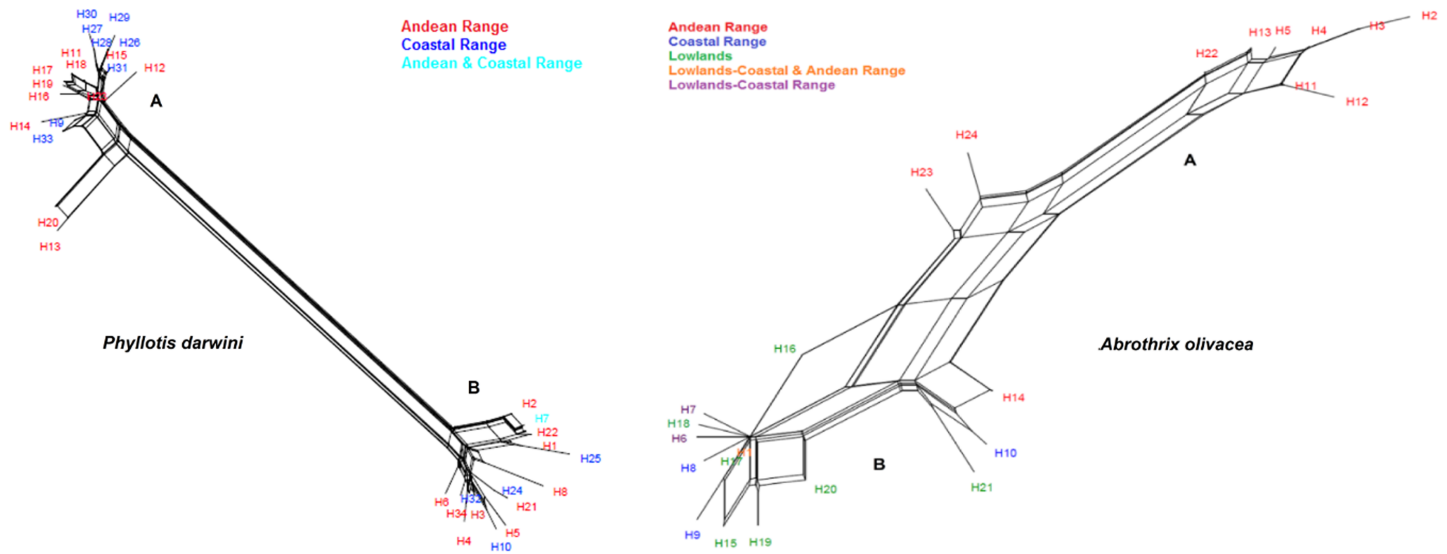 H30
H29
H27
H28
H26
H11
H15
H18
H31
H12
H17
H19
H16
A
H14
H9
H33
H20
H13
Andean Range
Coastal Range
Andean & Coastal Range
Phyllotis darwini
B
H2
H7
H22
H1
H25
H8
H6
H32
H24
H21
H34
H3
H4
H5
H10
Andean Range
Coastal Range
Lowlands
Lowlands-Coastal & Andean Range
Lowlands-Coastal Range
H2
H3
H4
H5
H13
H22
H11
H12
A
H24
H23
.Abrothrix olivacea
H16
H14
H7
H18
H6
H1
H17
H8
H10
B
H20
H21
H9
H15
H19